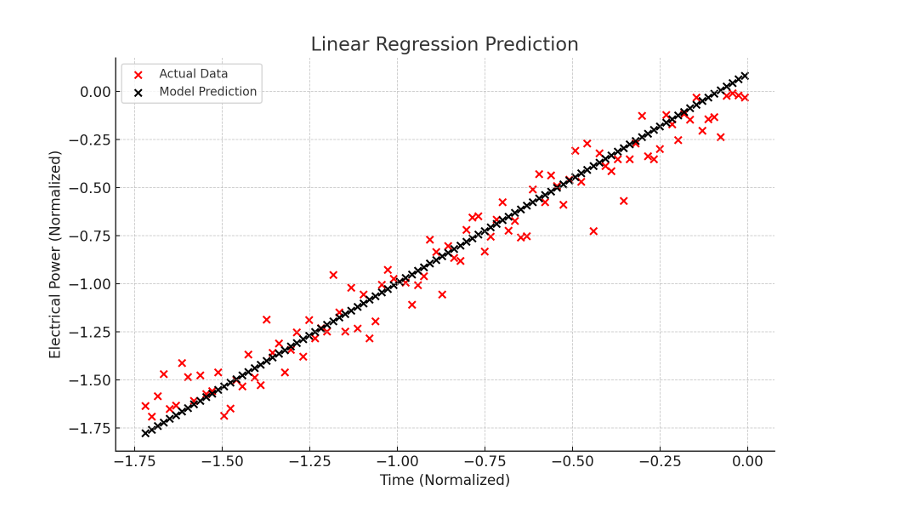 Linear Regression Prediction
Actual Data
Model Prediction
0.00
−0.25
−0.50
−0.75
−1.00
−1.25
−1.50
−1.75
Electrical Power (Normalized)
−1.75 −1.50 −1.25 −1.00 −0.75 −0.50 −0.25 0.00
Time (Normalized)